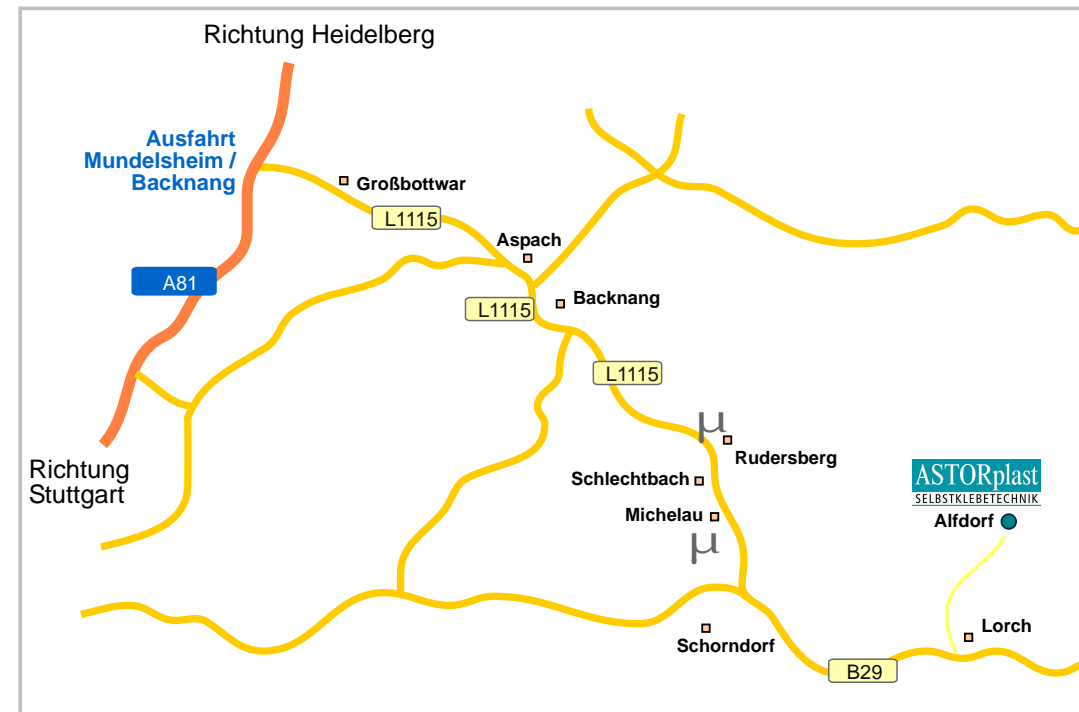 Richtung Heidelberg
Ausfahrt
Mundelsheim /
Backnang
Großbottwar
L1115
Aspach
A81
Backnang
L1115
L1115
µ
Rudersberg
Richtung
Stuttgart
Schlechtbach
ASTORplast
SELBSTKLEBETECHNIK
Michelau
Alfdorf
µ
Lorch
Schorndorf
B29